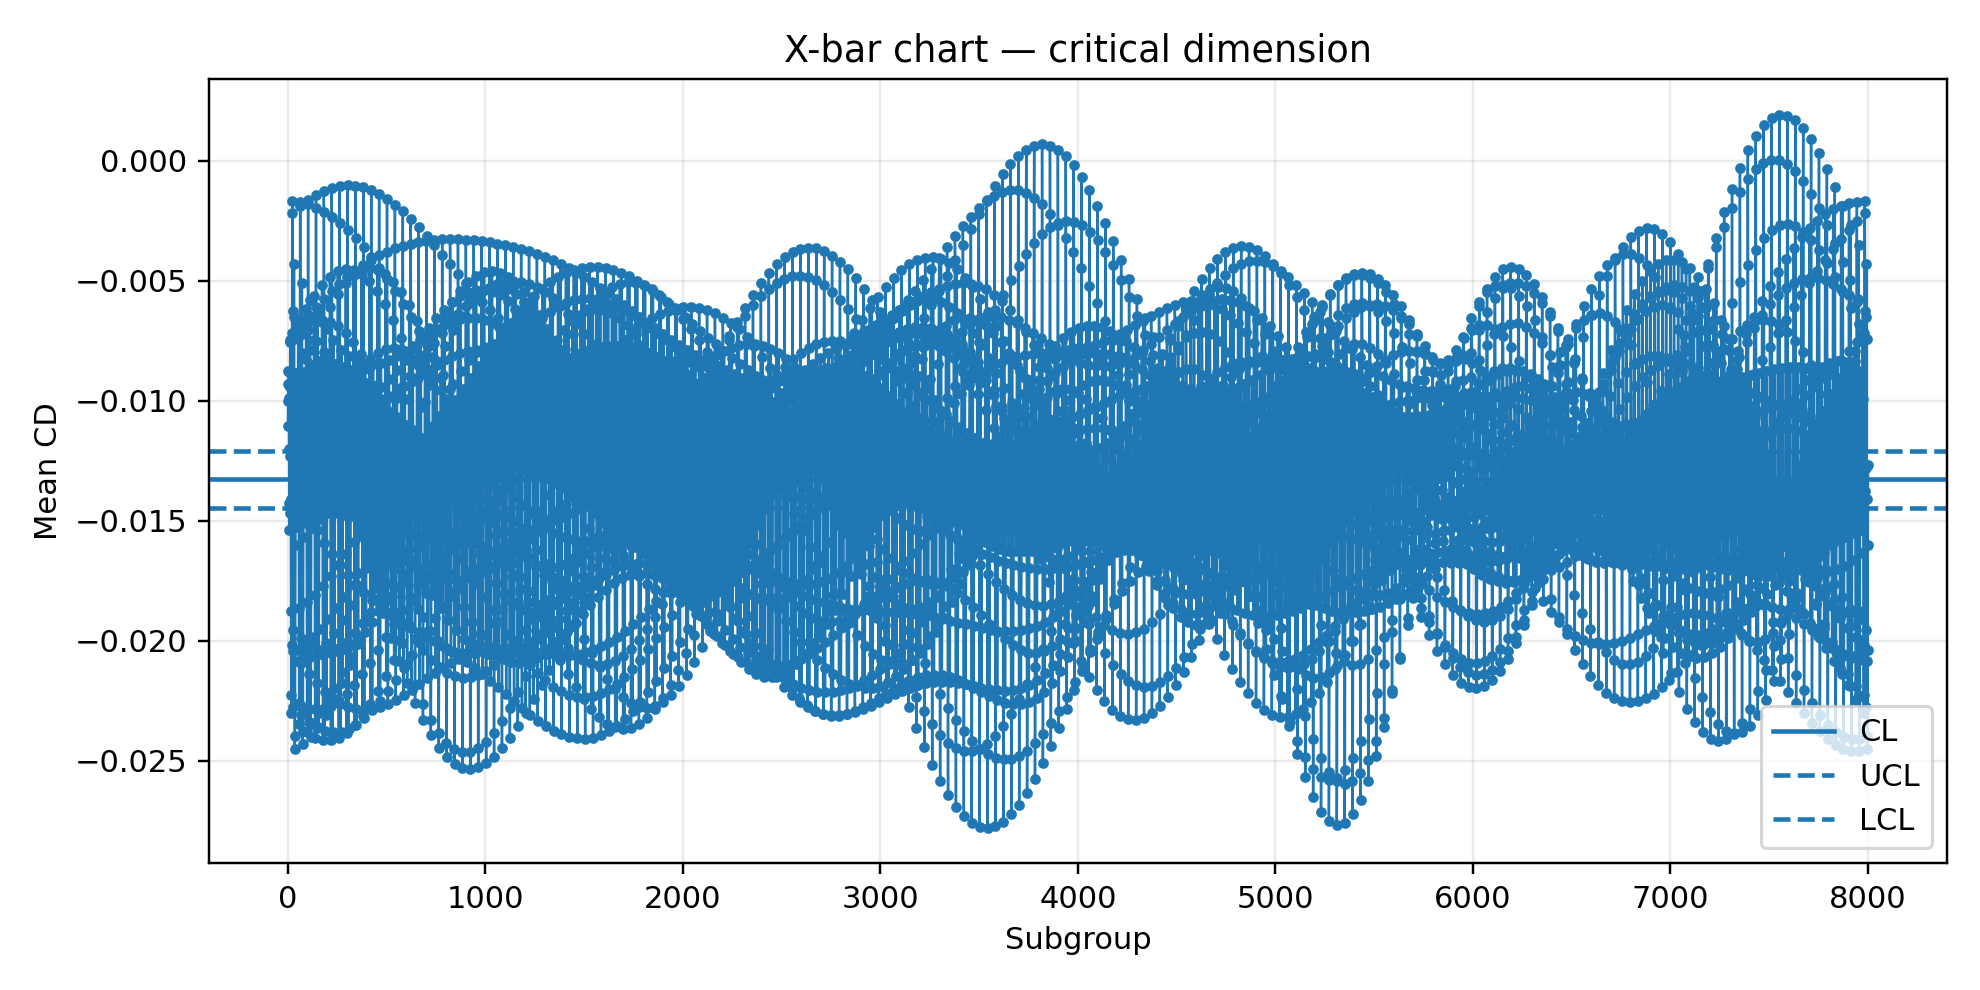 X-bar chart — critical dimension
Mean CD
0.000
−0.005
−0.010
−0.015
−0.020
−0.025
0 1000 2000 3000 4000 5000 6000 7000 8000
Subgroup
CL
UCL
LCL